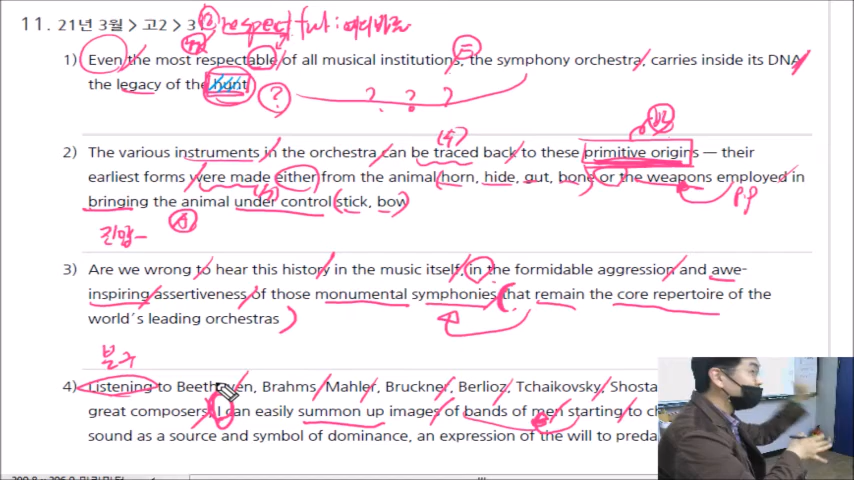 11. 21년 3월 > 고2 > 3
respectful:
1) Even the most respectable of all musical institutions, the symphony orchestra, carries inside its DNA
the legacy of the hunt
? ? ? ?
2) The various instruments in the orchestra can be traced back to these primitive origins — their
earliest forms were made either from the animal (horn, hide, gut, bone) or the weapons employed in
bringing the animal under control (stick, bow)
P.P
3) Are we wrong to hear this history in the music itself, in the formidable aggression and awe-
inspiring assertiveness of those monumental symphonies that remain the core repertoire of the
world's leading orchestras
분구
4) Listening to Beethoven, Brahms, Mahler, Bruckner, Berlioz, Tchaikovsky, Shosta
great composers, I can easily summon up images of bands of men starting to
sound as a source and symbol of dominance, an expression of the will to preda